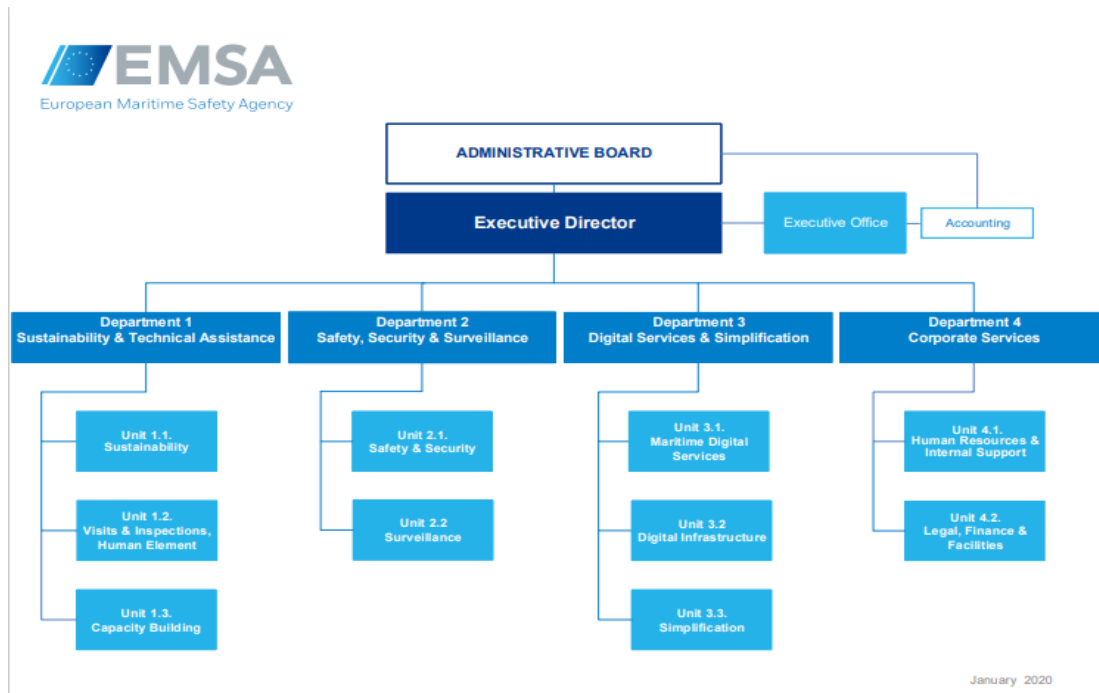 EMSA
European Maritime Safety Agency
ADMINISTRATIVE BOARD
Executive Director
Executive Office
Accounting
Department 1
Sustainability & Technical Assistance
Department 2
Safety, Security & Surveillance
Department 3
Digital Services & Simplification
Department 4
Corporate Services
Unit 1.1.
Sustainability
Unit 1.2.
Visits & Inspections,
Human Element
Unit 1.3.
Capacity Building
Unit 2.1.
Safety & Security
Unit 2.2
Surveillance
Unit 3.1.
Maritime Digital
Services
Unit 3.2
Digital Infrastructure
Unit 3.3.
Simplification
Unit 4.1.
Human Resources &
Internal Support
Unit 4.2.
Legal, Finance &
Facilities
January 2020